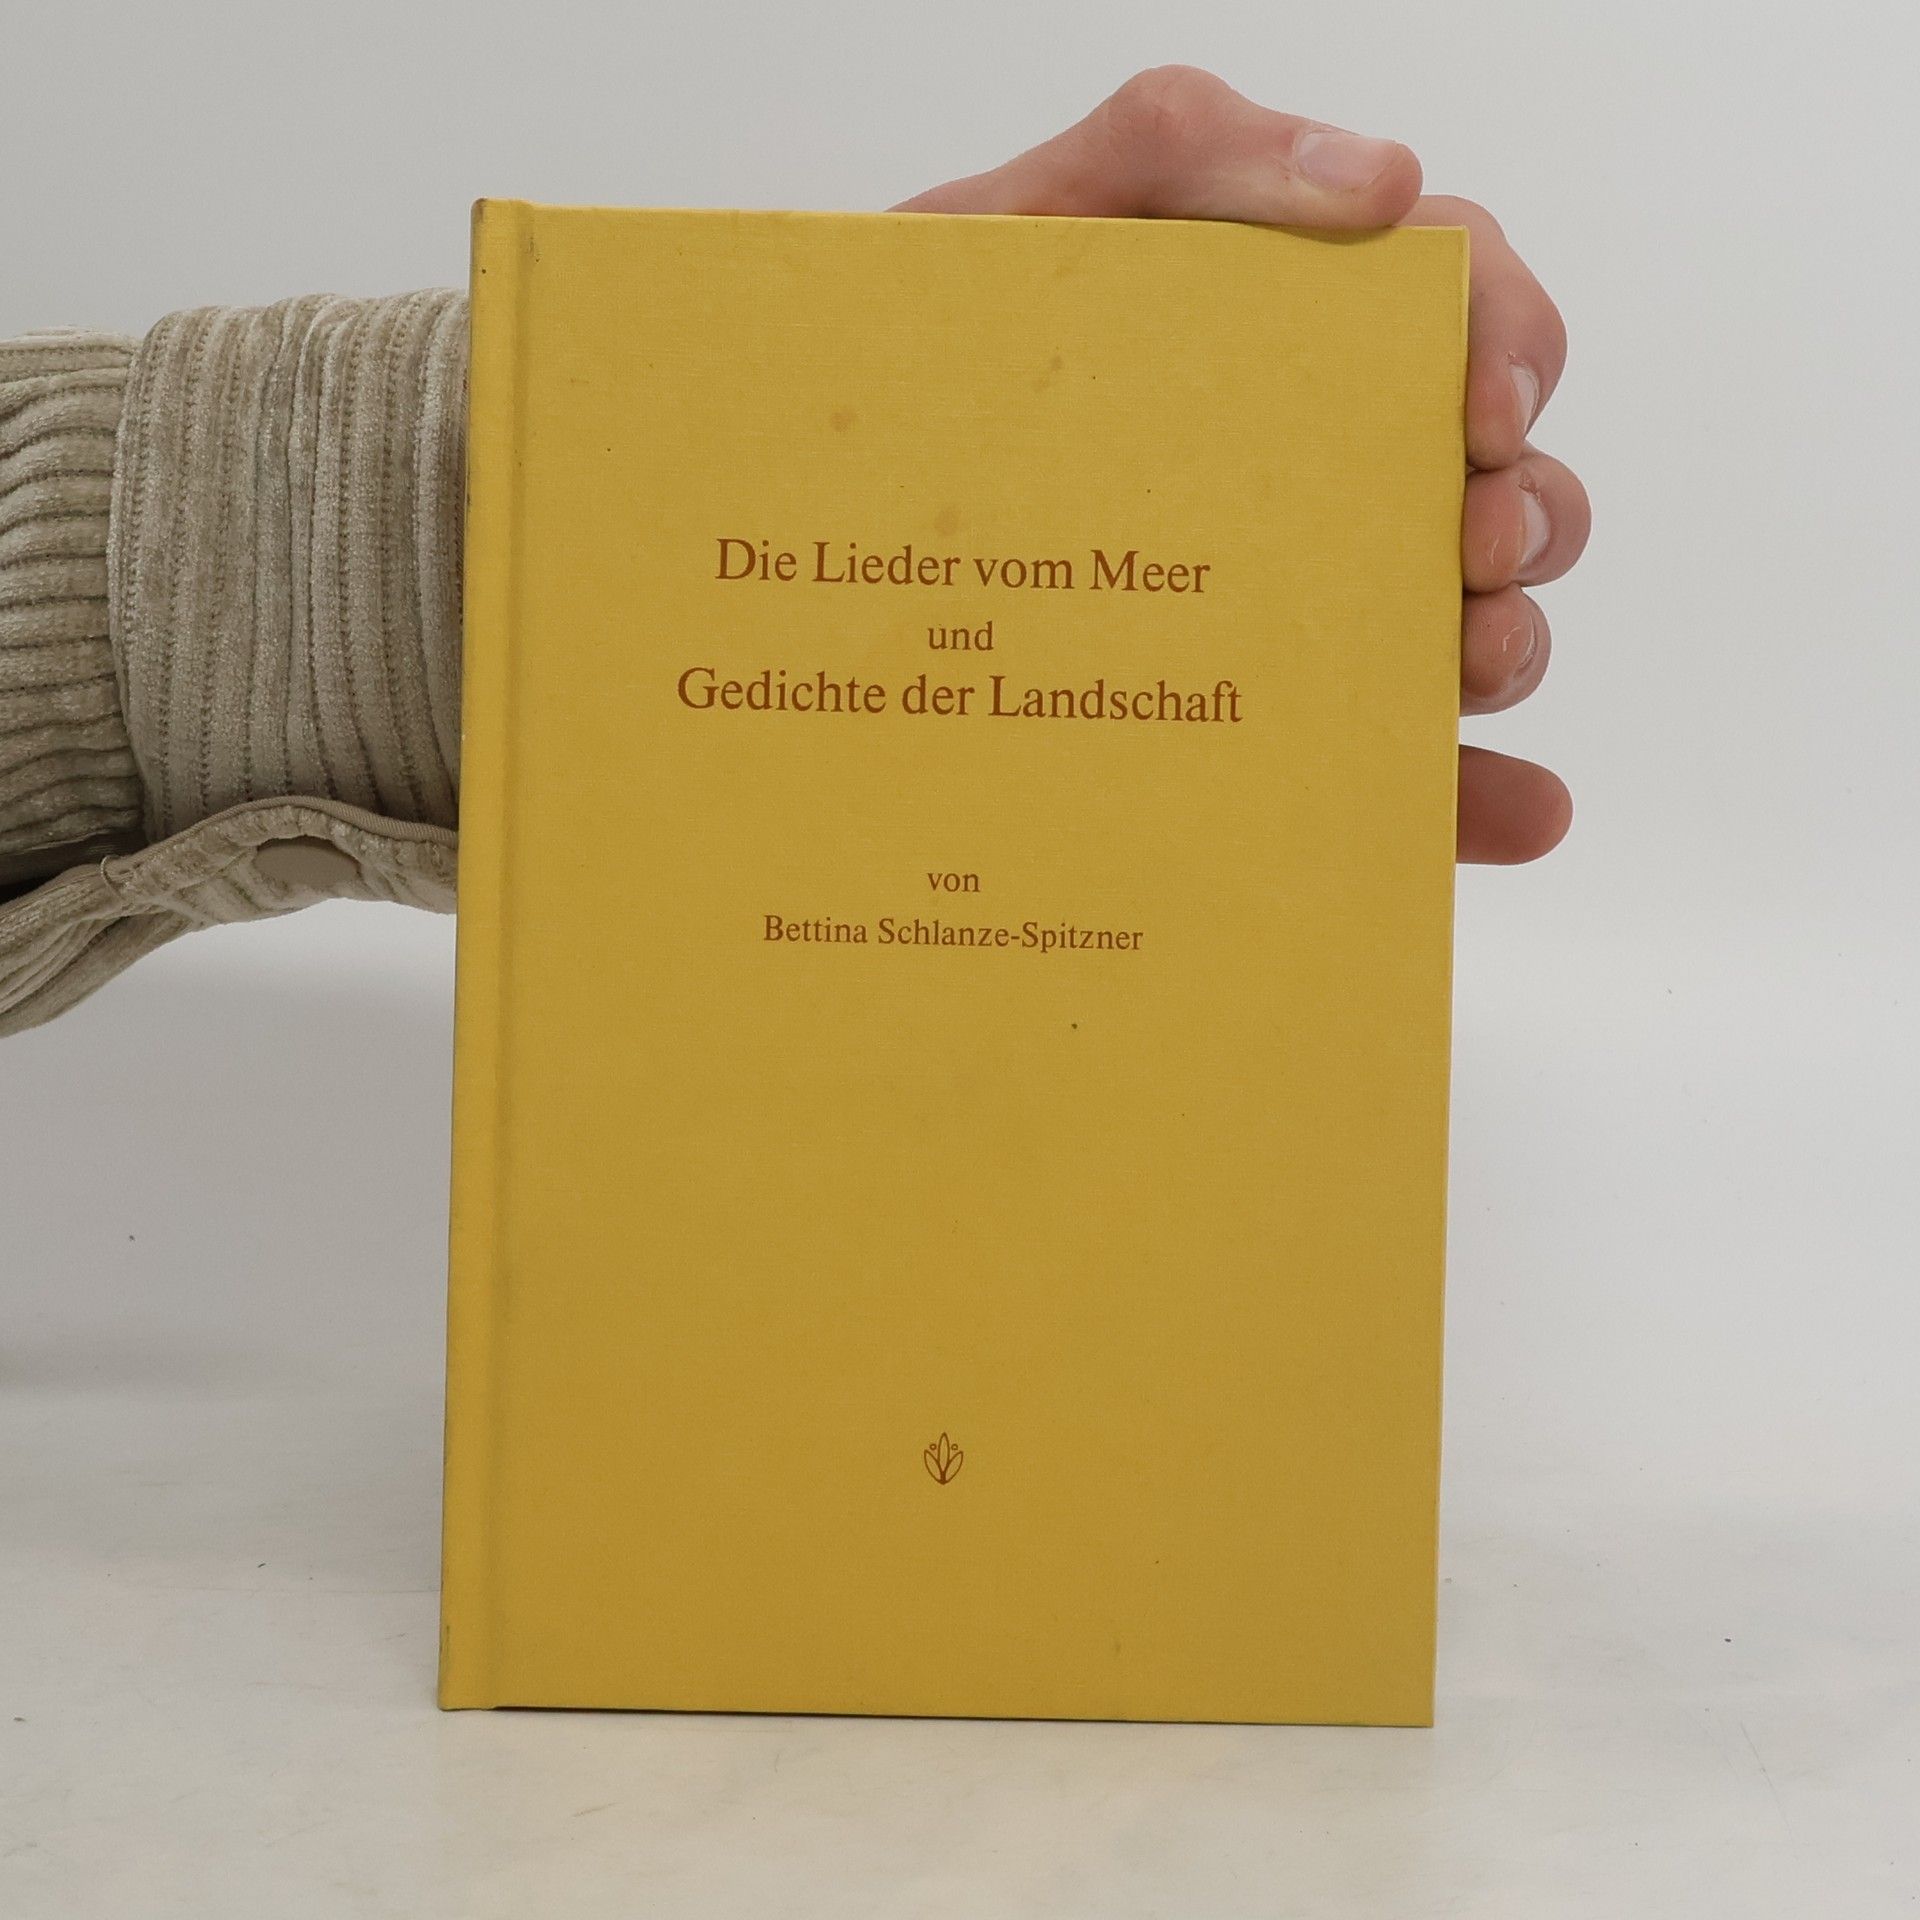 Die Lieder vom Meer
und
Gedichte der Landschaft
von
Bettina Schlanze-Spitzner